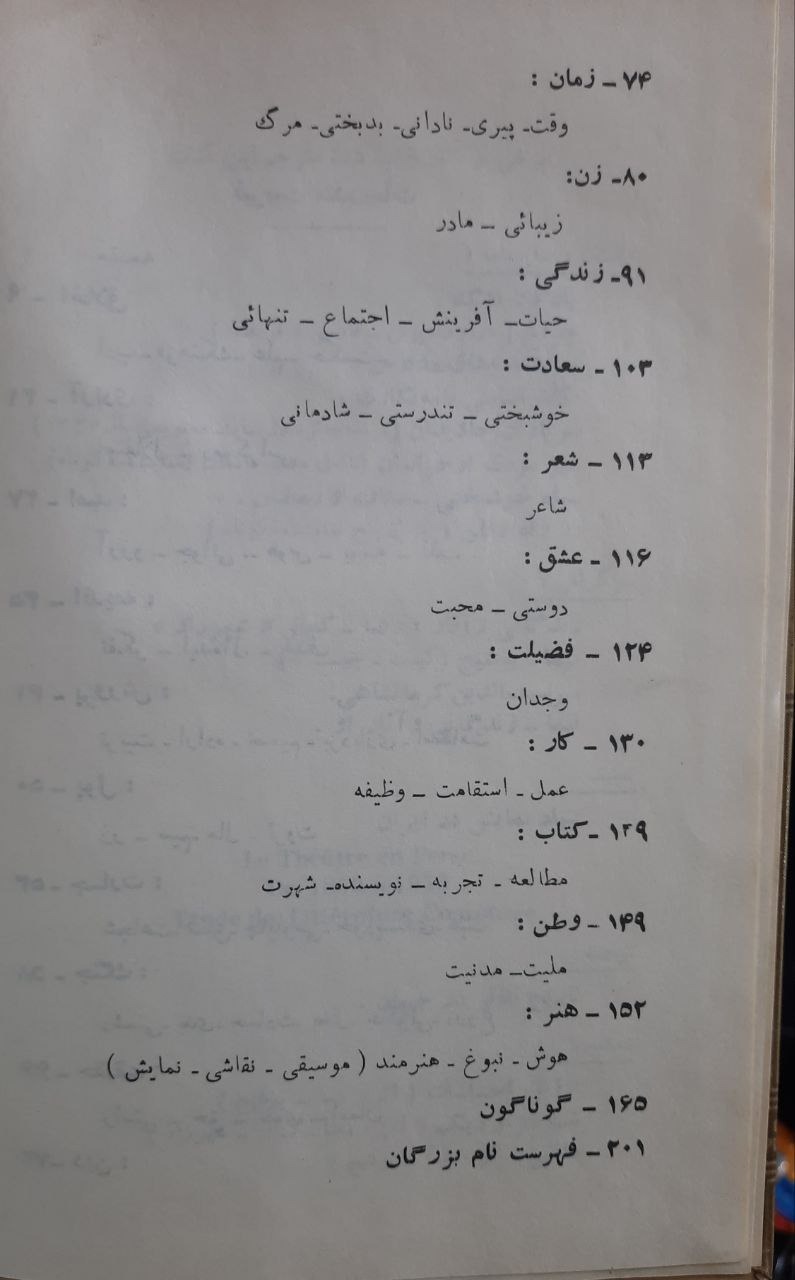 ۷۴ ـ زمان :
وقت ـ پیری ـ نادانی ـ بدبختی ـ مرگ
۸۰ ـ زن:
زیبائی ـ مادر
۹۱ ـ زندگی :
حیات ـ آفرینش ـ اجتماع ـ تنهائی
۱۰۳ ـ سعادت :
خوشبختی ـ تندرستی ـ شادمانی
۱۱۳ ـ شعر :
شاعر
۱۱۶ ـ عشق :
دوستی ـ محبت
۱۲۴ ـ فضیلت :
وجدان
۱۳۰ ـ کار :
عمل ـ استقامت ـ وظیفه
۱۴۹ ـ کتاب :
مطالعه ـ تجربه ـ نویسنده ـ شهرت
۱۴۹ ـ وطن :
ملیت ـ مدنیت
۱۵۲ ـ هنر :
هوش ـ نبوغ ـ هنرمند ( موسیقی ـ نقاشی ـ نمایش )
۱۶۵ ـ گوناگون
۲۰۱ ـ فهرست نام بزرگان